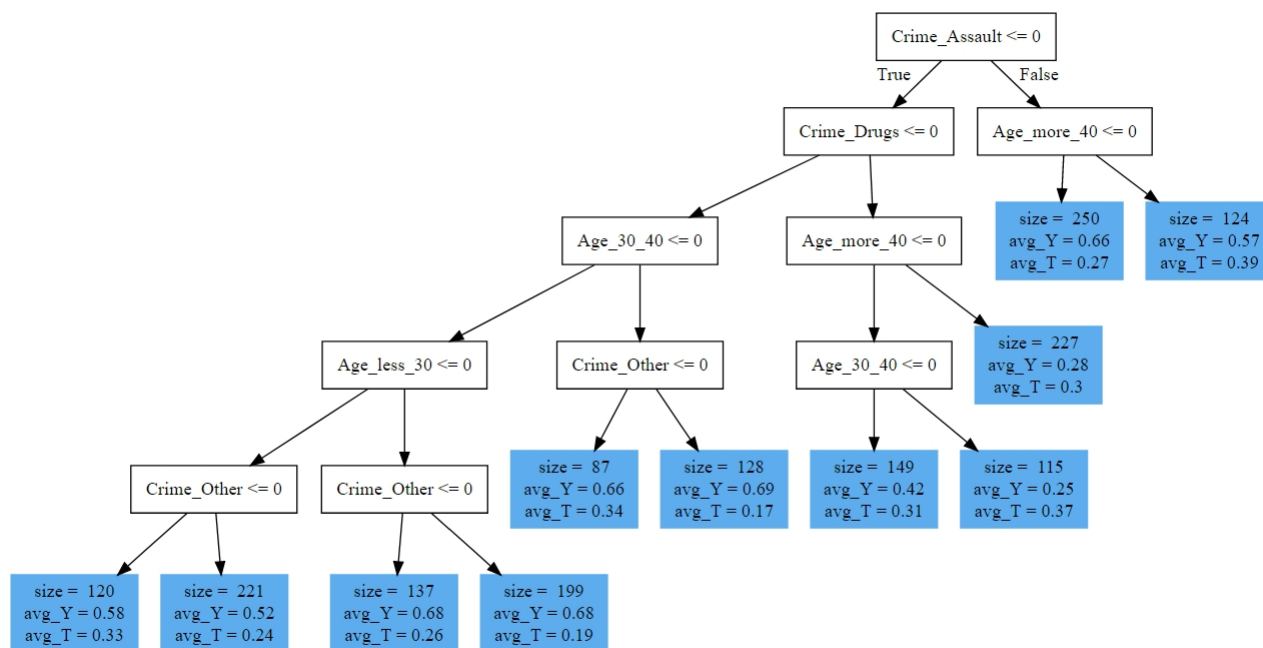 Crime_Assault <= 0
True
False
Crime_Drugs <= 0
Age_more_40 <= 0
Age_30_40 <= 0
Age_more_40 <= 0
size = 250
avg_Y = 0.66
avg_T = 0.27
size = 124
avg_Y = 0.57
avg_T = 0.39
Age_less_30 <= 0
Crime_Other <= 0
Age_30_40 <= 0
size = 227
avg_Y = 0.28
avg_T = 0.3
Crime_Other <= 0
Crime_Other <= 0
size = 87
avg_Y = 0.66
avg_T = 0.34
size = 128
avg_Y = 0.69
avg_T = 0.17
size = 149
avg_Y = 0.42
avg_T = 0.31
size = 115
avg_Y = 0.25
avg_T = 0.37
size = 120
avg_Y = 0.58
avg_T = 0.33
size = 221
avg_Y = 0.52
avg_T = 0.24
size = 137
avg_Y = 0.68
avg_T = 0.26
size = 199
avg_Y = 0.68
avg_T = 0.19